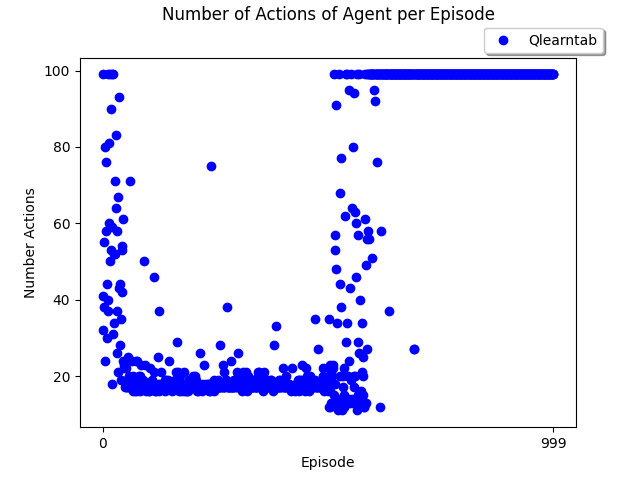 Number of Actions of Agent per Episode
Qlearntab
100
80
60
40
20
Number Actions
0
999
Episode